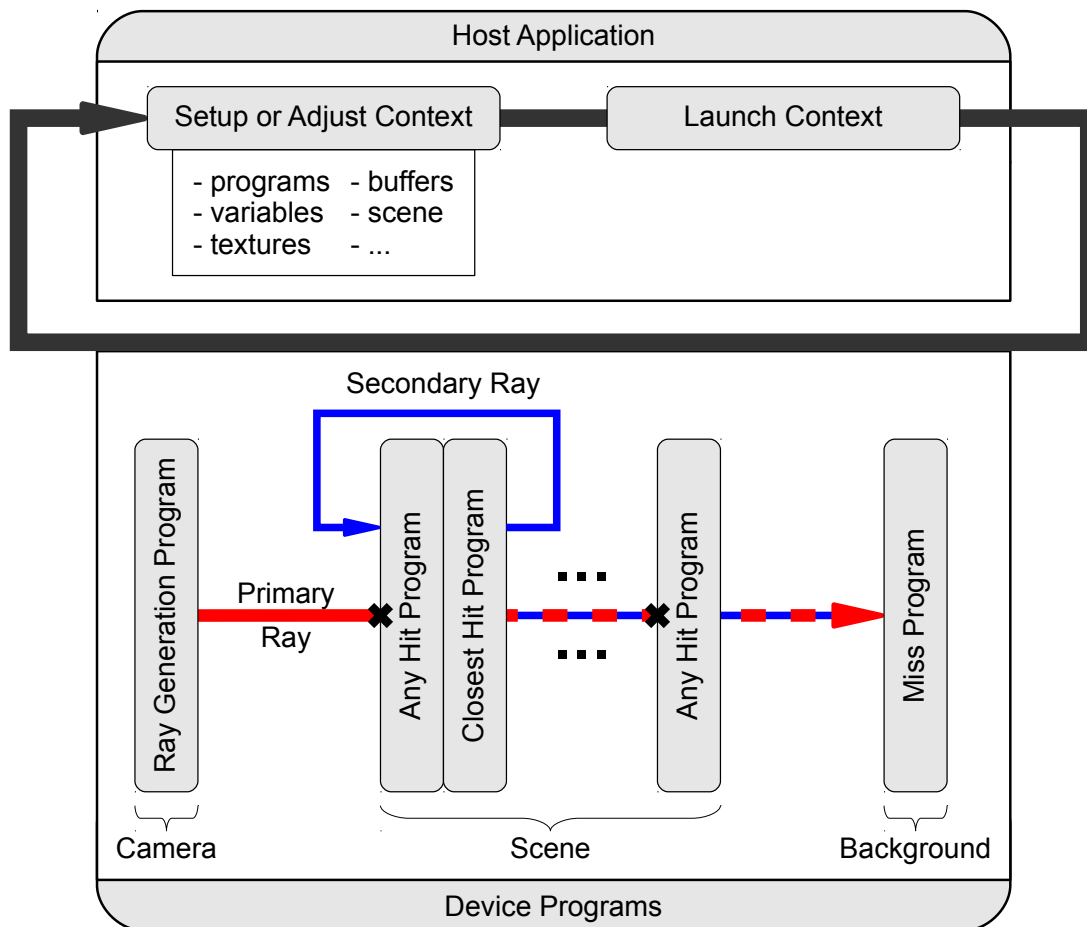 Host Application
Setup or Adjust Context
Launch Context
- programs - buffers
- variables - scene
- textures - ...
Secondary Ray
Ray Generation Program
Primary
Ray
Any Hit Program
Closest Hit Program
...
...
Any Hit Program
Miss Program
Camera
Scene
Background
Device Programs